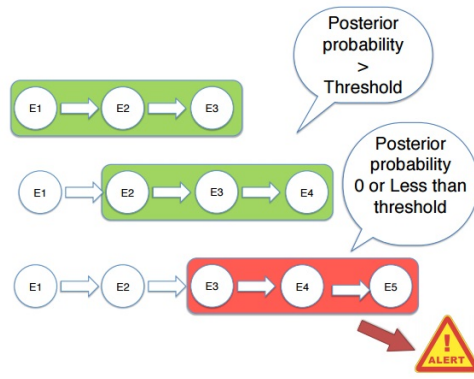 Posterior
probability
>
Threshold
E1 E2 E3
Posterior
probability
0 or Less than
threshold
E1 E2 E3 E4
E1 E2 E3 E4 E5
!
ALERT